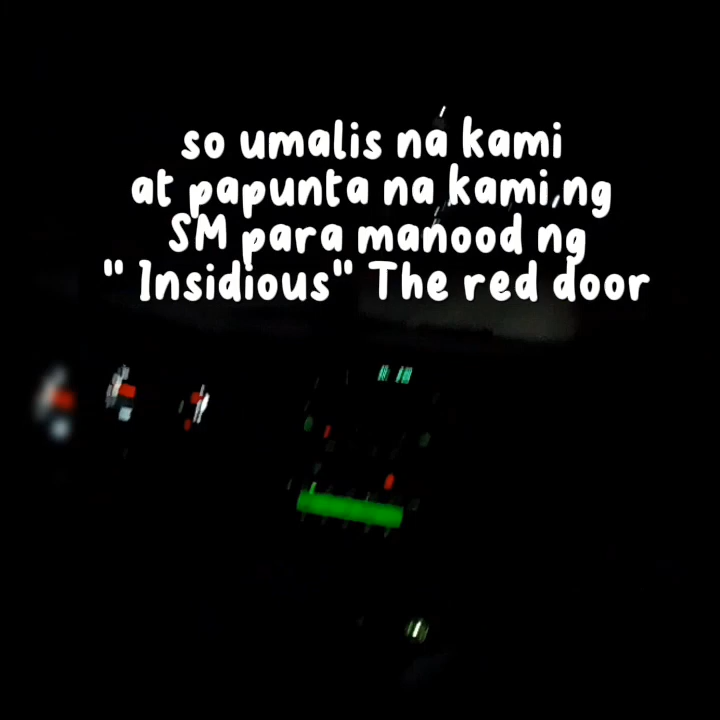 so umalis na kami
at papunta na kami,ng
SM para manood ng
" Insidious" The red door